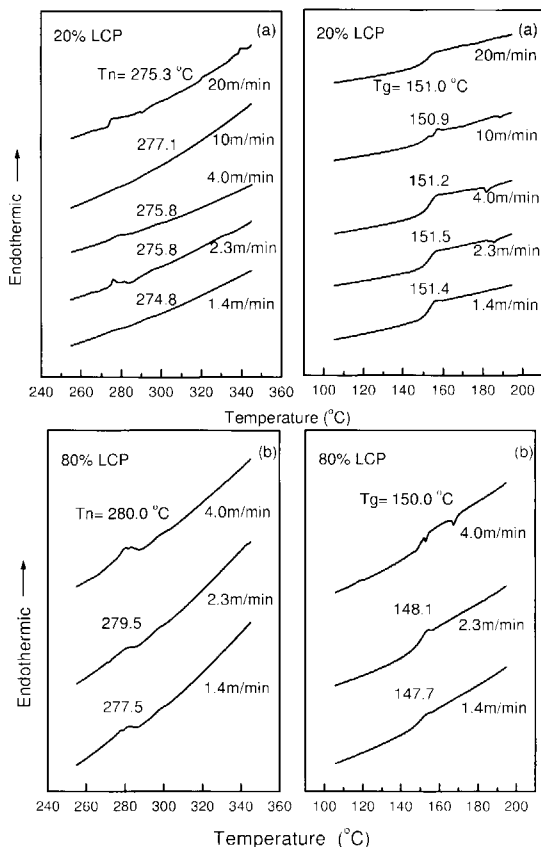 20% LCP
(a)
Tn= 275.3 °C
20m/min
277.1
10m/min
4.0m/min
275.8
275.8
2.3m/min
274.8
1.4m/min
240 260 280 300 320 340 360
20% LCP
(a)
20m/min
Tg= 151.0 °C
150.9
10m/min
151.2
4.0m/min
151.5
2.3m/min
151.4
1.4m/min
100 120 140 160 180 200
Endothermic
Temperature (°C)
80% LCP
(b)
Tn= 280.0 °C
4.0m/min
279.5
2.3m/min
277.5
1.4m/min
240 260 280 300 320 340 360
80% LCP
(b)
Tg= 150.0 °C
4.0m/min
148.1
2.3m/min
147.7
1.4m/min
100 120 140 160 180 200
Endothermic
Temperature (°C)